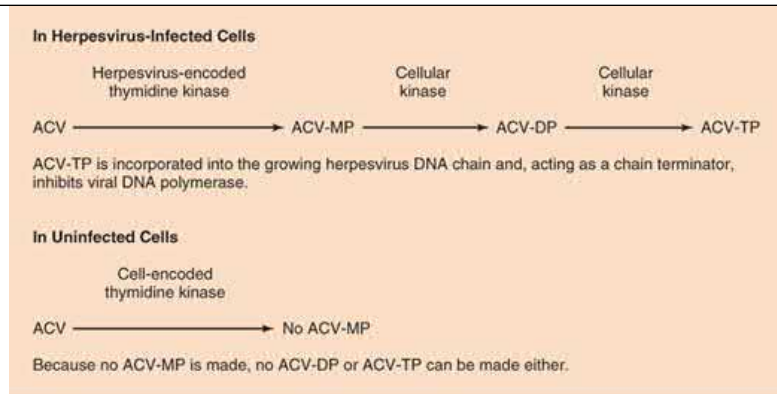 In Herpesvirus-Infected Cells
Herpesvirus-encoded Cellular Cellular
thymidine kinase kinase kinase
ACV ACV-MP ACV-DP ACV-TP
ACV-TP is incorporated into the growing herpesvirus DNA chain and, acting as a chain terminator,
inhibits viral DNA polymerase.
In Uninfected Cells
Cell-encoded
thymidine kinase
ACV No ACV-MP
Because no ACV-MP is made, no ACV-DP or ACV-TP can be made either.